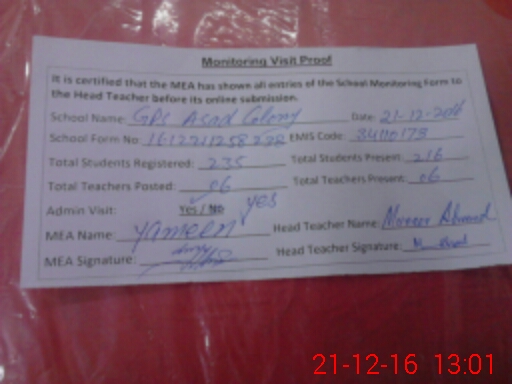 Monitoring Visit Proof
It is certified that the MEA has shown all entries of the School Monitoring Form to
the Head Teacher before its online submission.
School Name: GPS Asad Colony Date: 21-12-2016
School Form No: EMIS Code: 34110173
Total Students Registered: 235 Total Students Present: 216
Total Teachers Posted: 06 Total Teachers Present: 06
Admin Visit: Yes / No yes
MEA Name: Yameen Head Teacher Name: Ahmad
MEA Signature: Head Teacher Signature:
21-12-16 13:01